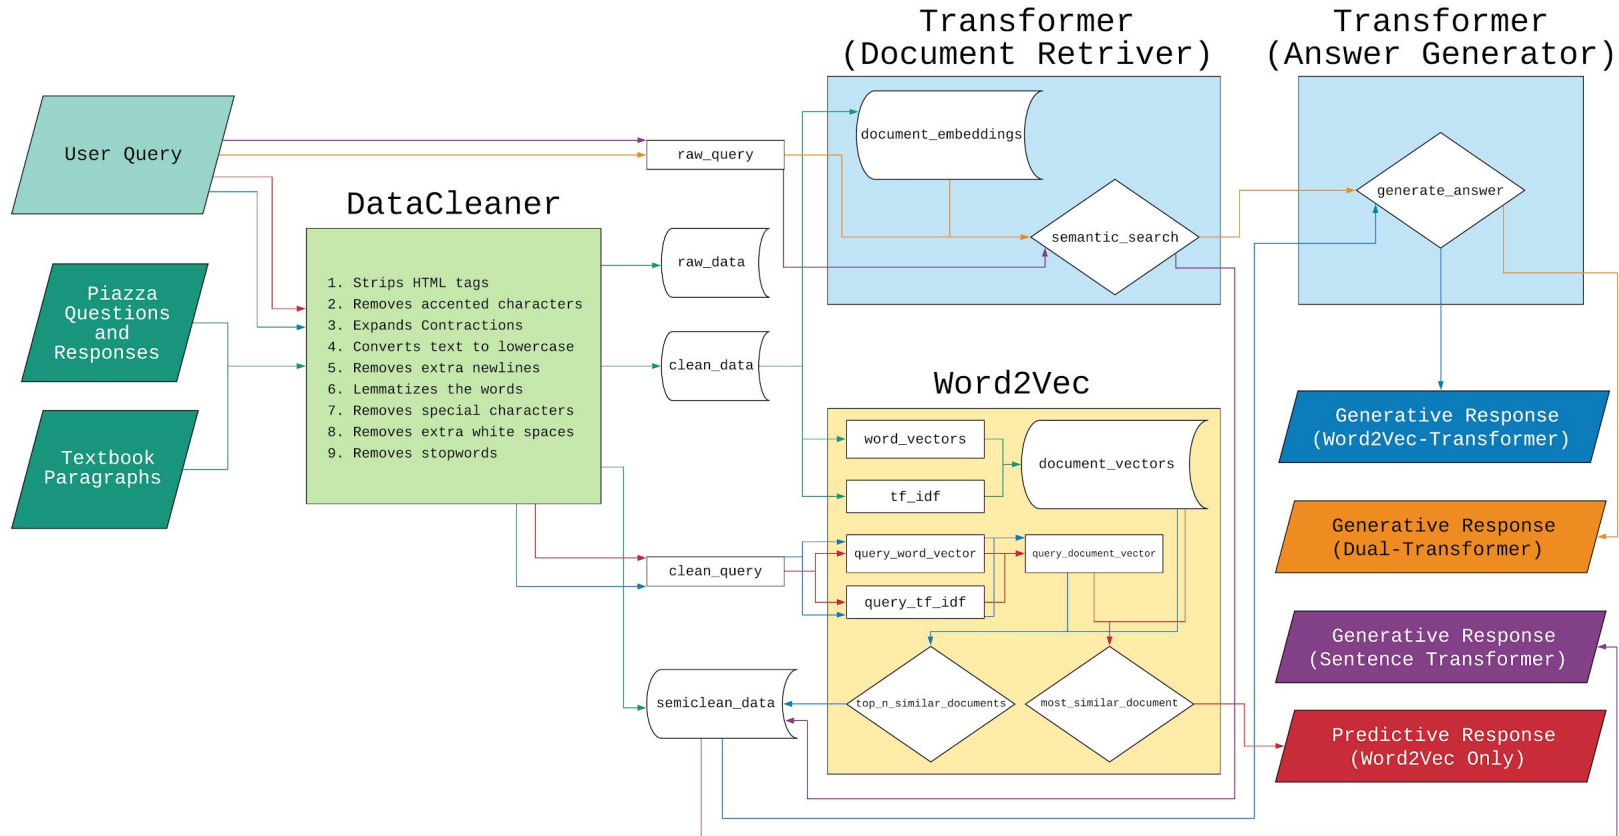 Transformer
(Document Retriver)
Transformer
(Answer Generator)
User Query
raw_query
document_embeddings
generate_answer
semantic_search
DataCleaner
1. Strips HTML tags
2. Removes accented characters
3. Expands Contractions
4. Converts text to lowercase
5. Removes extra newlines
6. Lemmatizes the words
7. Removes special characters
8. Removes extra white spaces
9. Removes stopwords
raw_data
clean_data
Piazza
Questions
and
Responses
Textbook
Paragraphs
Word2Vec
word_vectors
tf_idf
document_vectors
clean_query
query_word_vector
query_tf_idf
query_document_vector
semiclean_data
top_n_similar_documents
most_similar_document
Generative Response
(Word2Vec-Transformer)
Generative Response
(Dual-Transformer)
Generative Response
(Sentence Transformer)
Predictive Response
(Word2Vec Only)